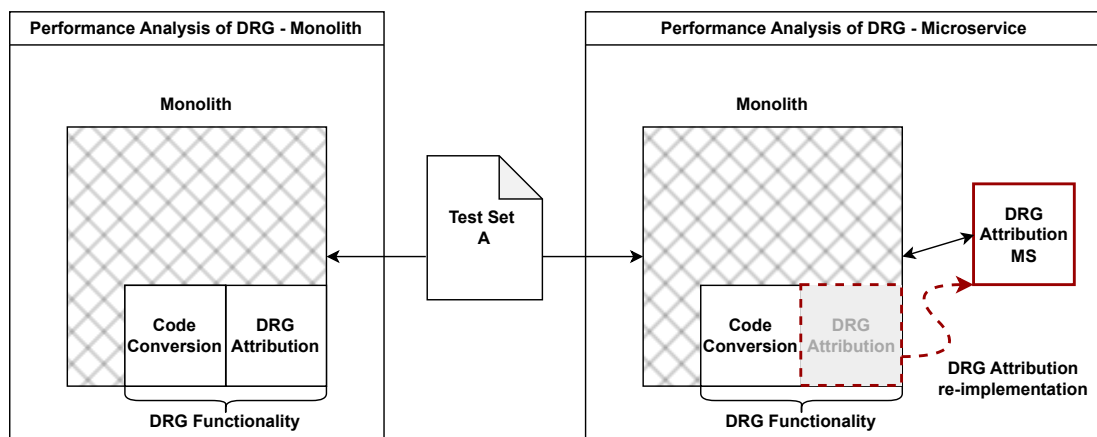 Performance Analysis of DRG - Monolith
Monolith
Code
Conversion
DRG
Attribution
DRG Functionality
Test Set
A
Performance Analysis of DRG - Microservice
Monolith
Code
Conversion
DRG
Attribution
DRG Functionality
DRG
Attribution
MS
DRG Attribution
re-implementation